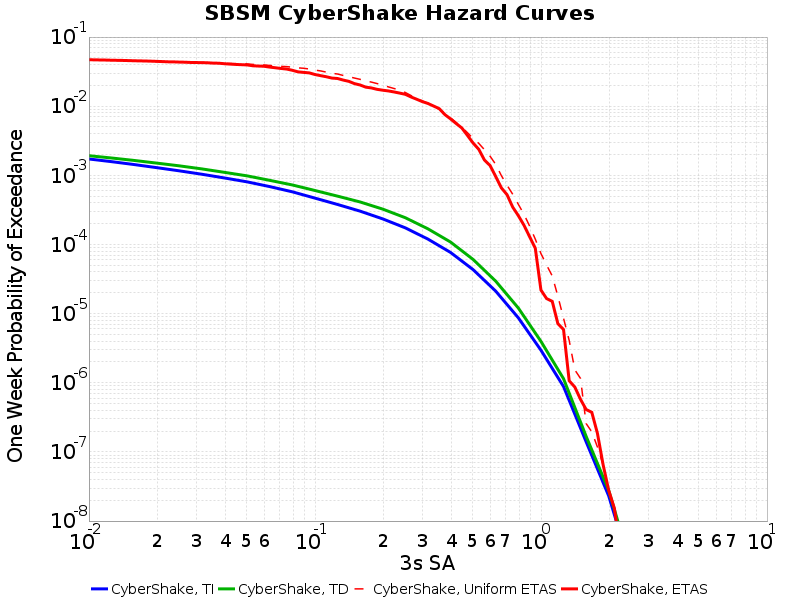 SBSM CyberShake Hazard Curves
One Week Probability of Exceedance
10^-1
10^-2
10^-3
10^-4
10^-5
10^-6
10^-7
10^-8
10^-2 2 3 4 5 6 10^-1 2 3 4 5 6 7 10^0 2 3 4 5 6 7 10^1
3s SA
CyberShake, TI CyberShake, TD CyberShake, Uniform ETAS CyberShake, ETAS